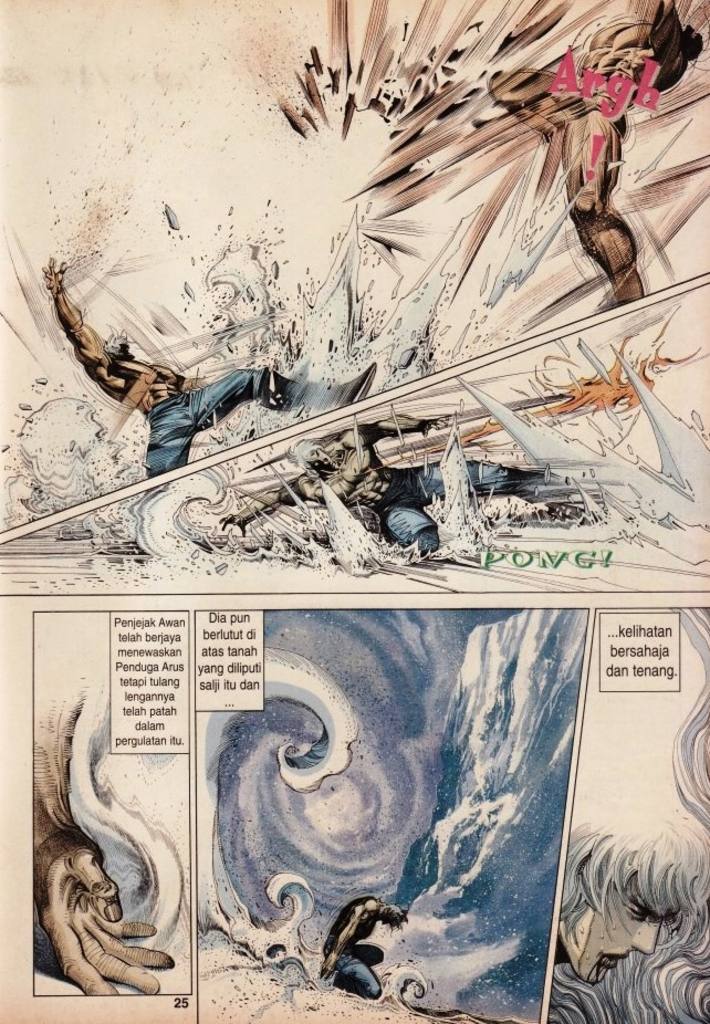 Argh
!
PONG!
Penjejak Awan
telah berjaya
menewaskan
Penduga Arus
tetapi tulang
lengannya
telah patah
dalam
pergulatan itu.
Dia pun
berlutut di
atas tanah
yang diliputi
salji itu dan
...
...kelihatan
bersahaja
dan tenang.
25